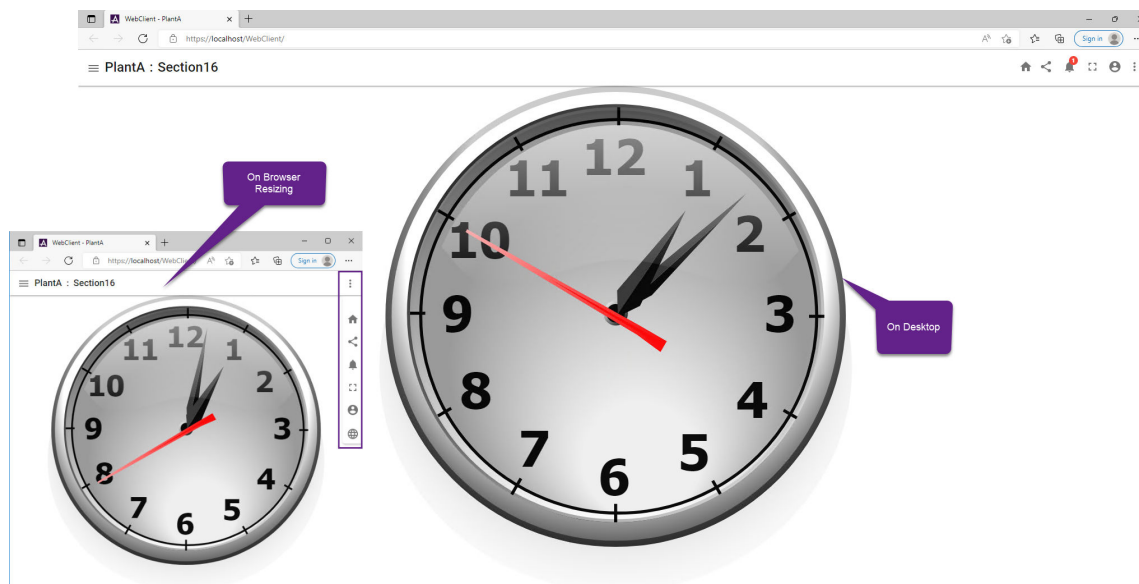 WebClient - PlantA
https://localhost/WebClient/
Sign in
PlantA : Section16
1
12
1
2
3
4
5
6
7
8
9
10
11
On Browser
Resizing
On Desktop
WebClient - PlantA
https://localhost/WebClie
Sign in
PlantA : Section16
12
1
2
3
4
5
6
7
8
9
10
11